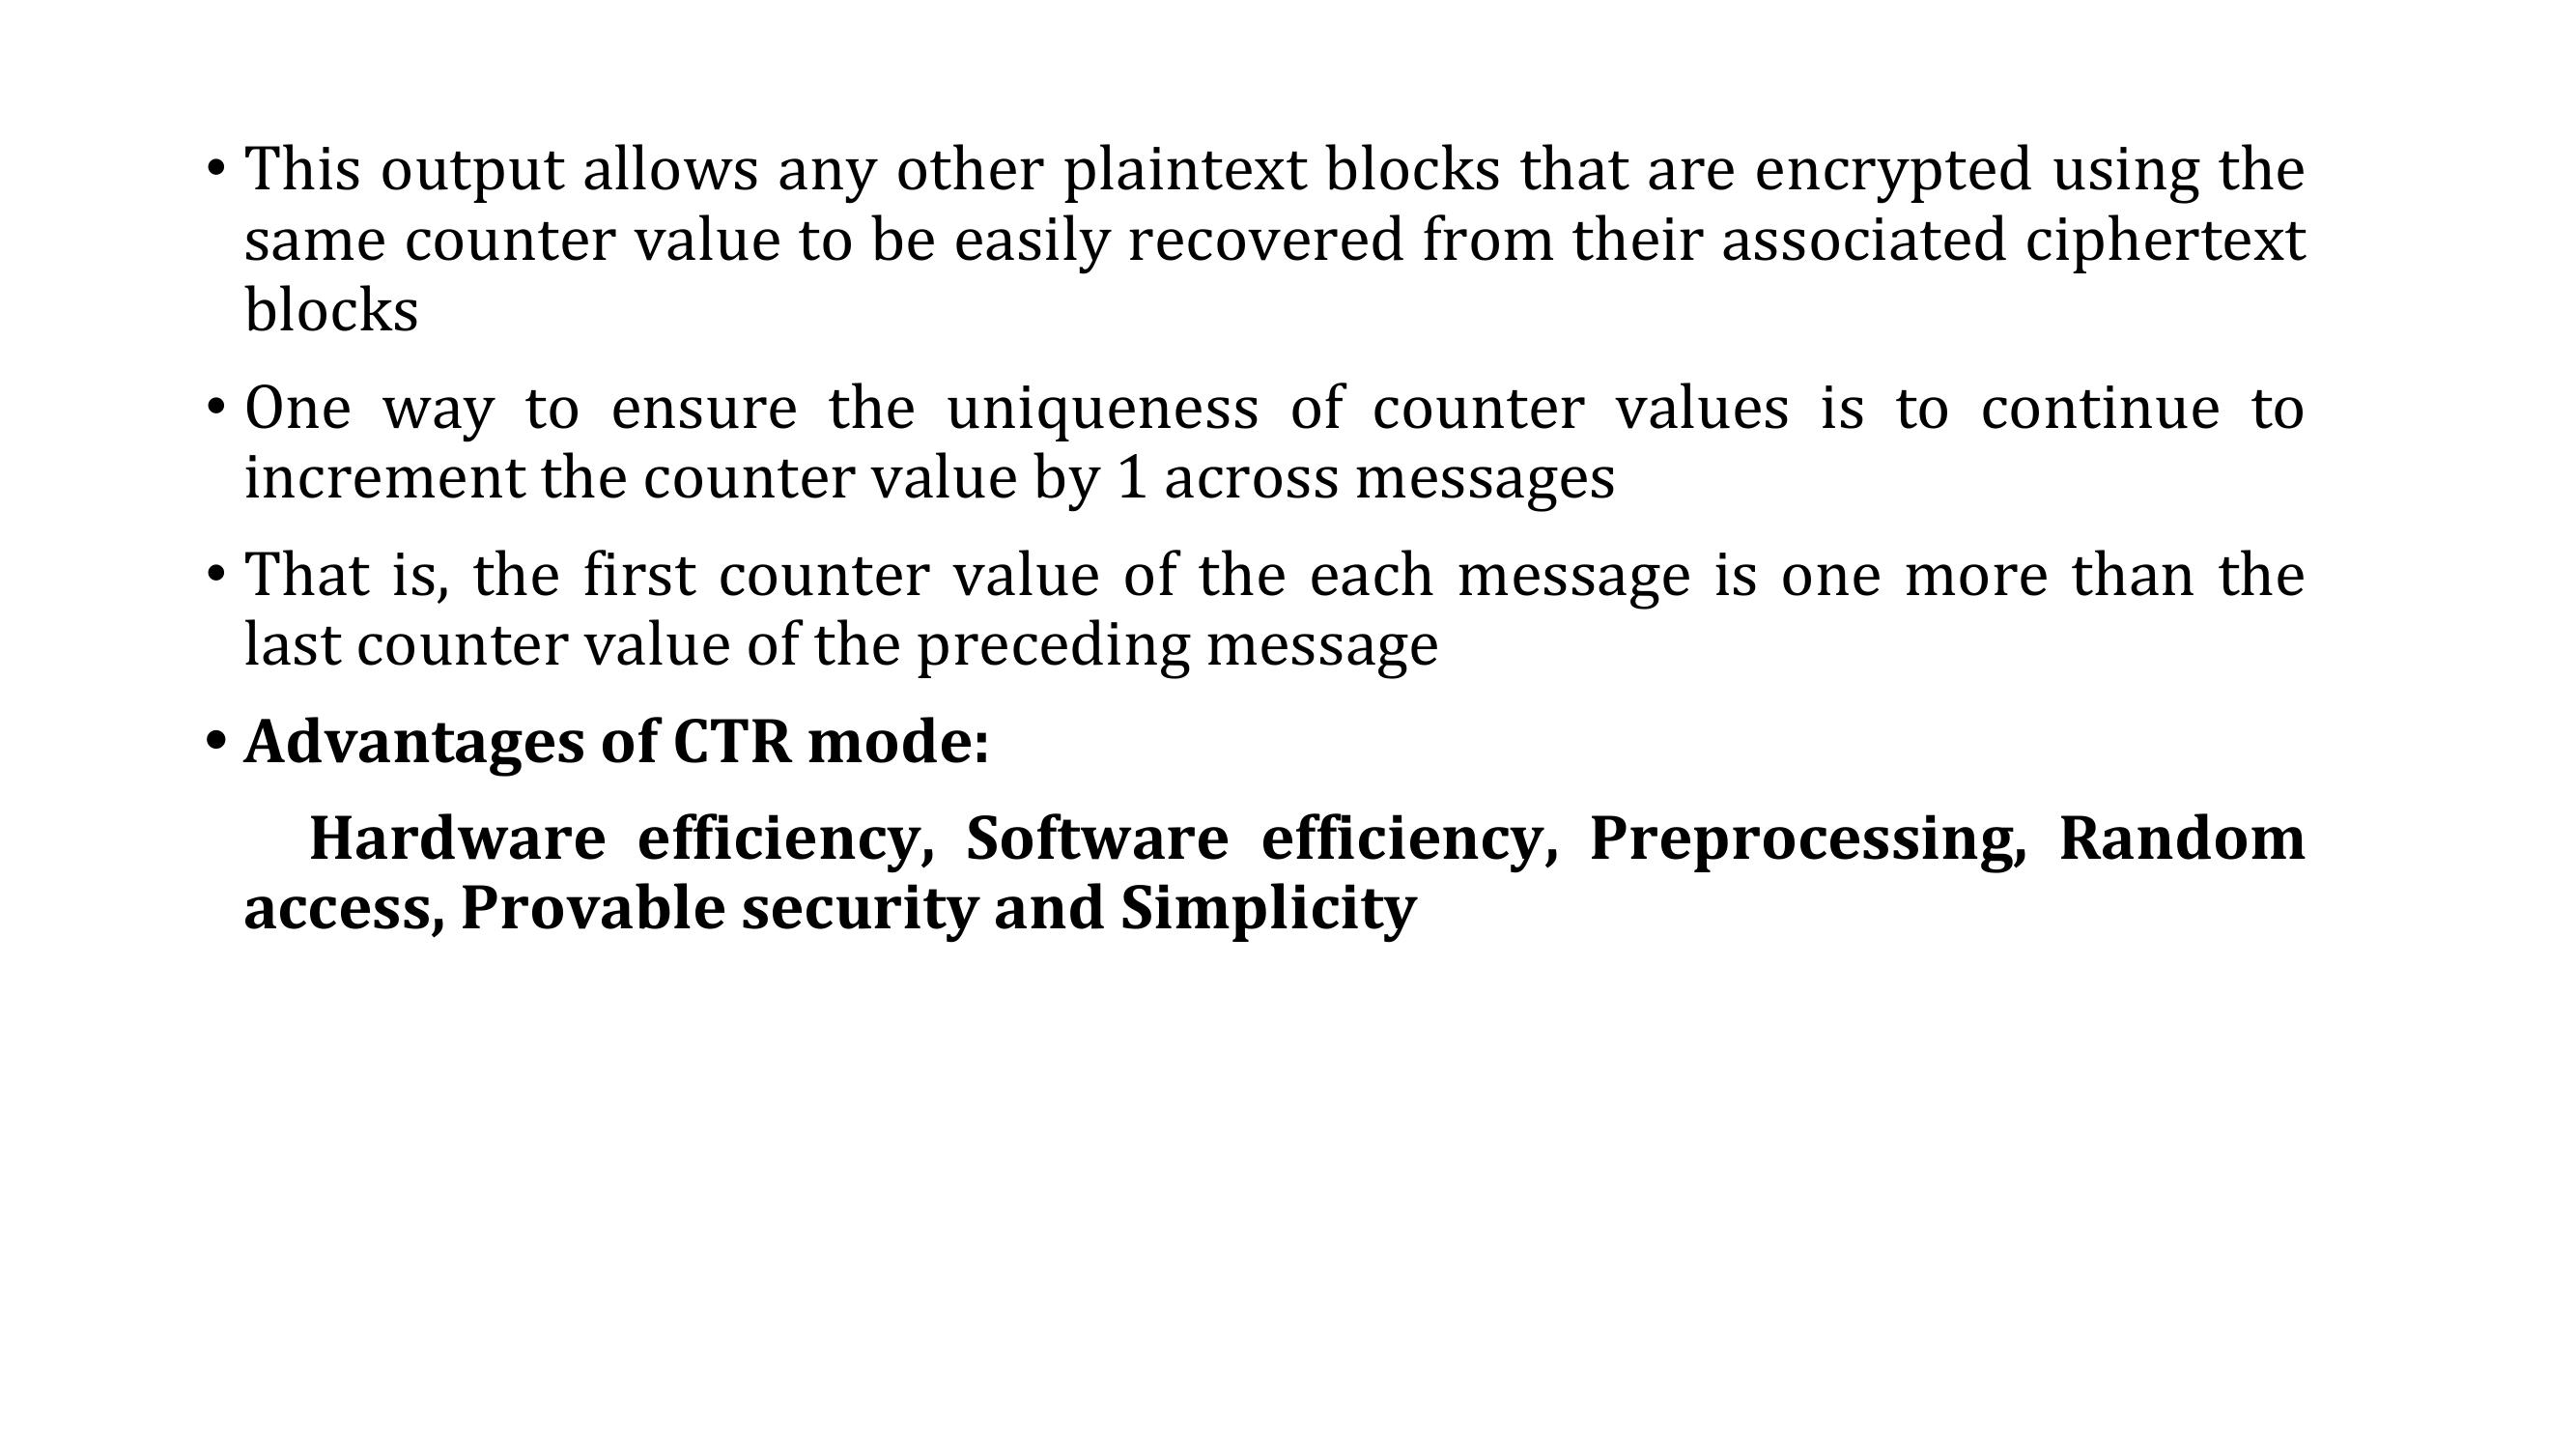 • This output allows any other plaintext blocks that are encrypted using the
same counter value to be easily recovered from their associated ciphertext
blocks
• One way to ensure the uniqueness of counter values is to continue to
increment the counter value by 1 across messages
• That is, the first counter value of the each message is one more than the
last counter value of the preceding message
• Advantages of CTR mode:
Hardware efficiency, Software efficiency, Preprocessing, Random
access, Provable security and Simplicity